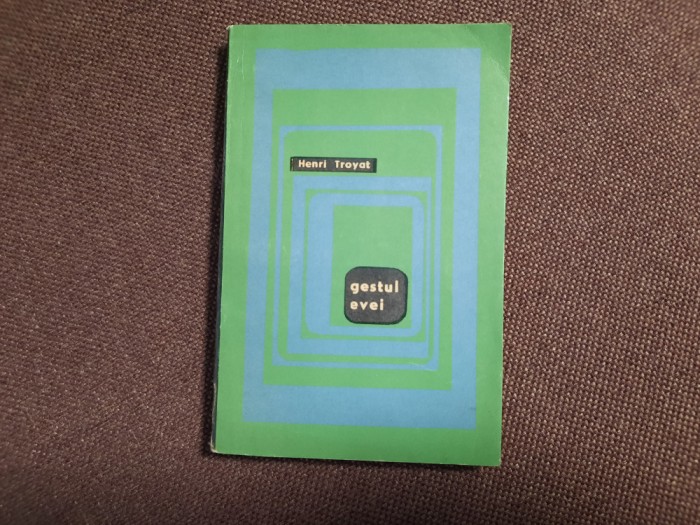 Henri Troyat
gestul
evei